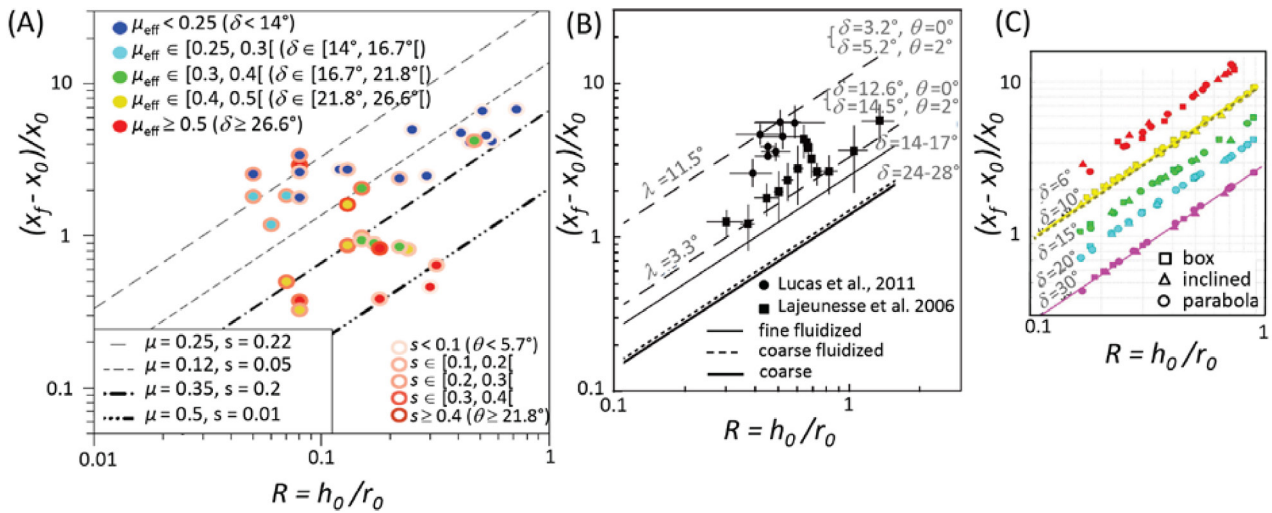 (A)
μeff < 0.25 (δ < 14°)
μeff ∈ [0.25, 0.3[ (δ ∈ [14°, 16.7°[)
μeff ∈ [0.3, 0.4[ (δ ∈ [16.7°, 21.8°[)
μeff ∈ [0.4, 0.5[ (δ ∈ [21.8°, 26.6°[)
μeff ≥ 0.5 (δ ≥ 26.6°)
(xf - x0)/x0
10
1
0.1
μ = 0.25, s = 0.22
μ = 0.12, s = 0.05
μ = 0.35, s = 0.2
μ = 0.5, s = 0.01
s < 0.1 (θ < 5.7°)
s ∈ [0.1, 0.2[
s ∈ [0.2, 0.3[
s ∈ [0.3, 0.4[
s ≥ 0.4 (θ ≥ 21.8°)
0.01
0.1
1
R = h0/r0
(B)
(xf - x0)/x0
10
1
0.1
{δ=3.2°, θ=0°
δ=5.2°, θ=2°
{δ=12.6°, θ=0°
δ=14.5°, θ=2°
δ=14-17°
δ=24-28°
λ=11.5°
λ=3.3°
Lucas et al., 2011
Lajeunesse et al. 2006
fine fluidized
coarse fluidized
coarse
0.1
1
R = h0/r0
(C)
(xf - x0)/x0
10
1
δ=6°
δ=10°
δ=15°
δ=20°
δ=30°
box
inclined
parabola
0.1
1
R = h0/r0